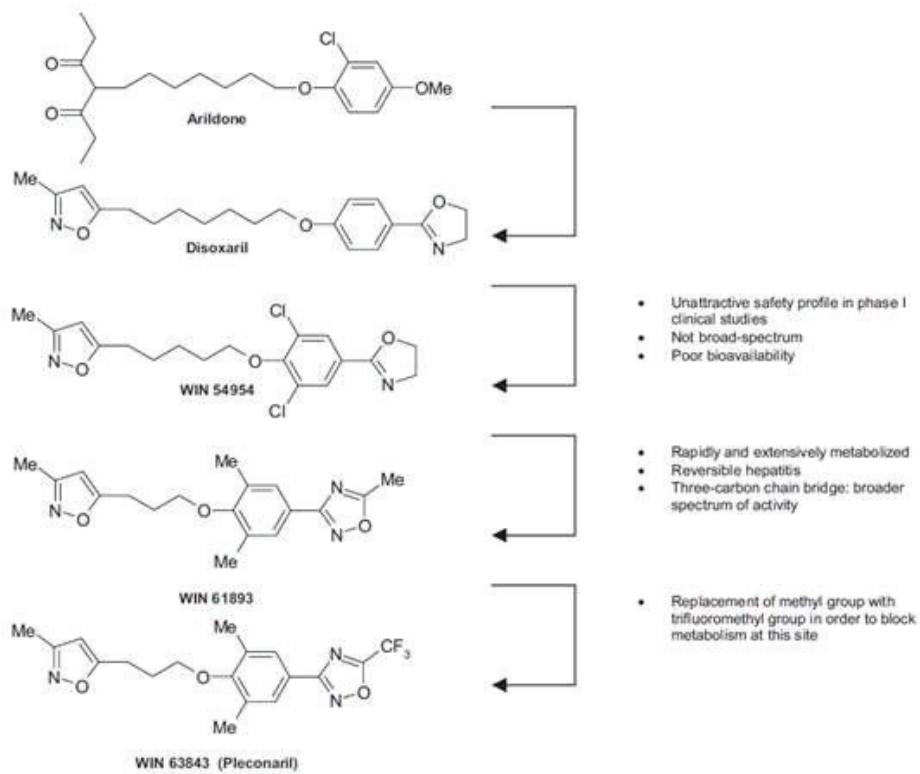 O
O
Cl
O
OMe
Arildone
Me
N
O
O
O
N
Disoxaril
Me
N
O
O
Cl
Cl
O
N
WIN 54954
Me
N
O
O
Me
Me
N
Me
O
N
WIN 61893
Me
N
O
O
Me
Me
N
CF3
O
N
WIN 63843 (Pleconaril)
• Unattractive safety profile in phase I
clinical studies
• Not broad-spectrum
• Poor bioavailability
• Rapidly and extensively metabolized
• Reversible hepatitis
• Three-carbon chain bridge: broader
spectrum of activity
• Replacement of methyl group with
trifluoromethyl group in order to block
metabolism at this site